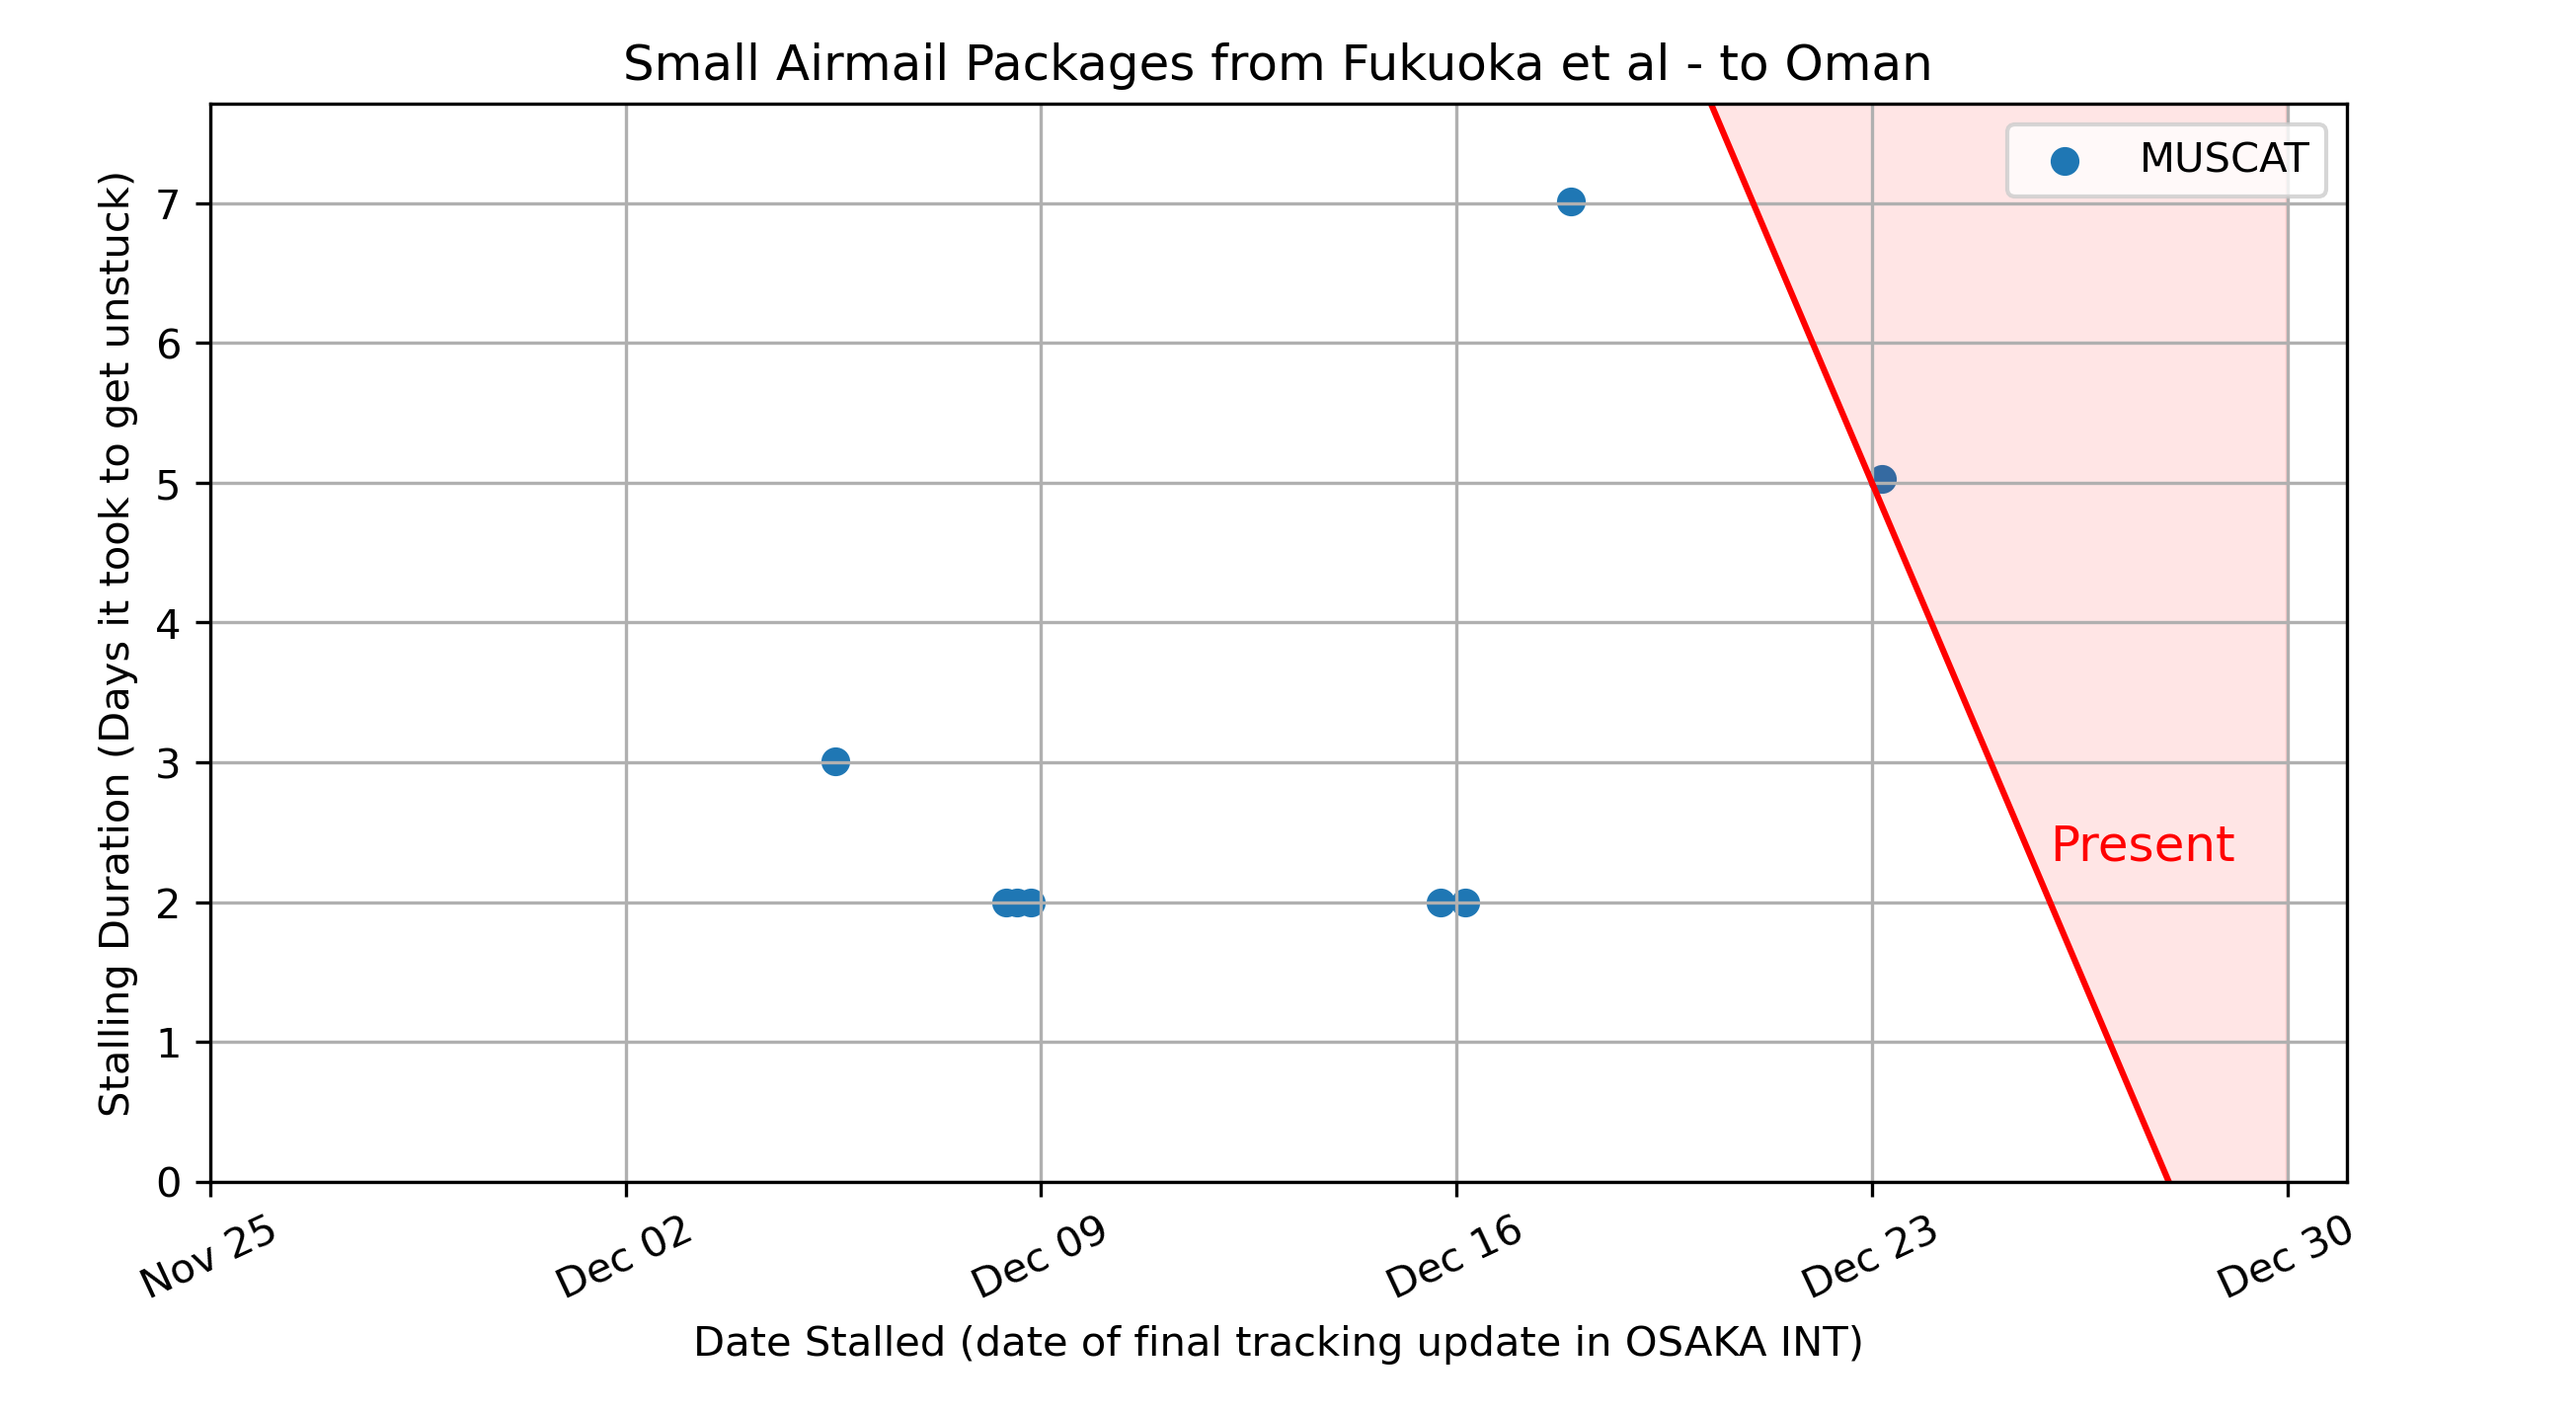 Small Airmail Packages from Fukuoka et al - to Oman
MUSCAT
Stalling Duration (Days it took to get unstuck)
7
6
5
4
3
2
1
0
Present
Nov 25
Dec 02
Dec 09
Dec 16
Dec 23
Dec 30
Date Stalled (date of final tracking update in OSAKA INT)